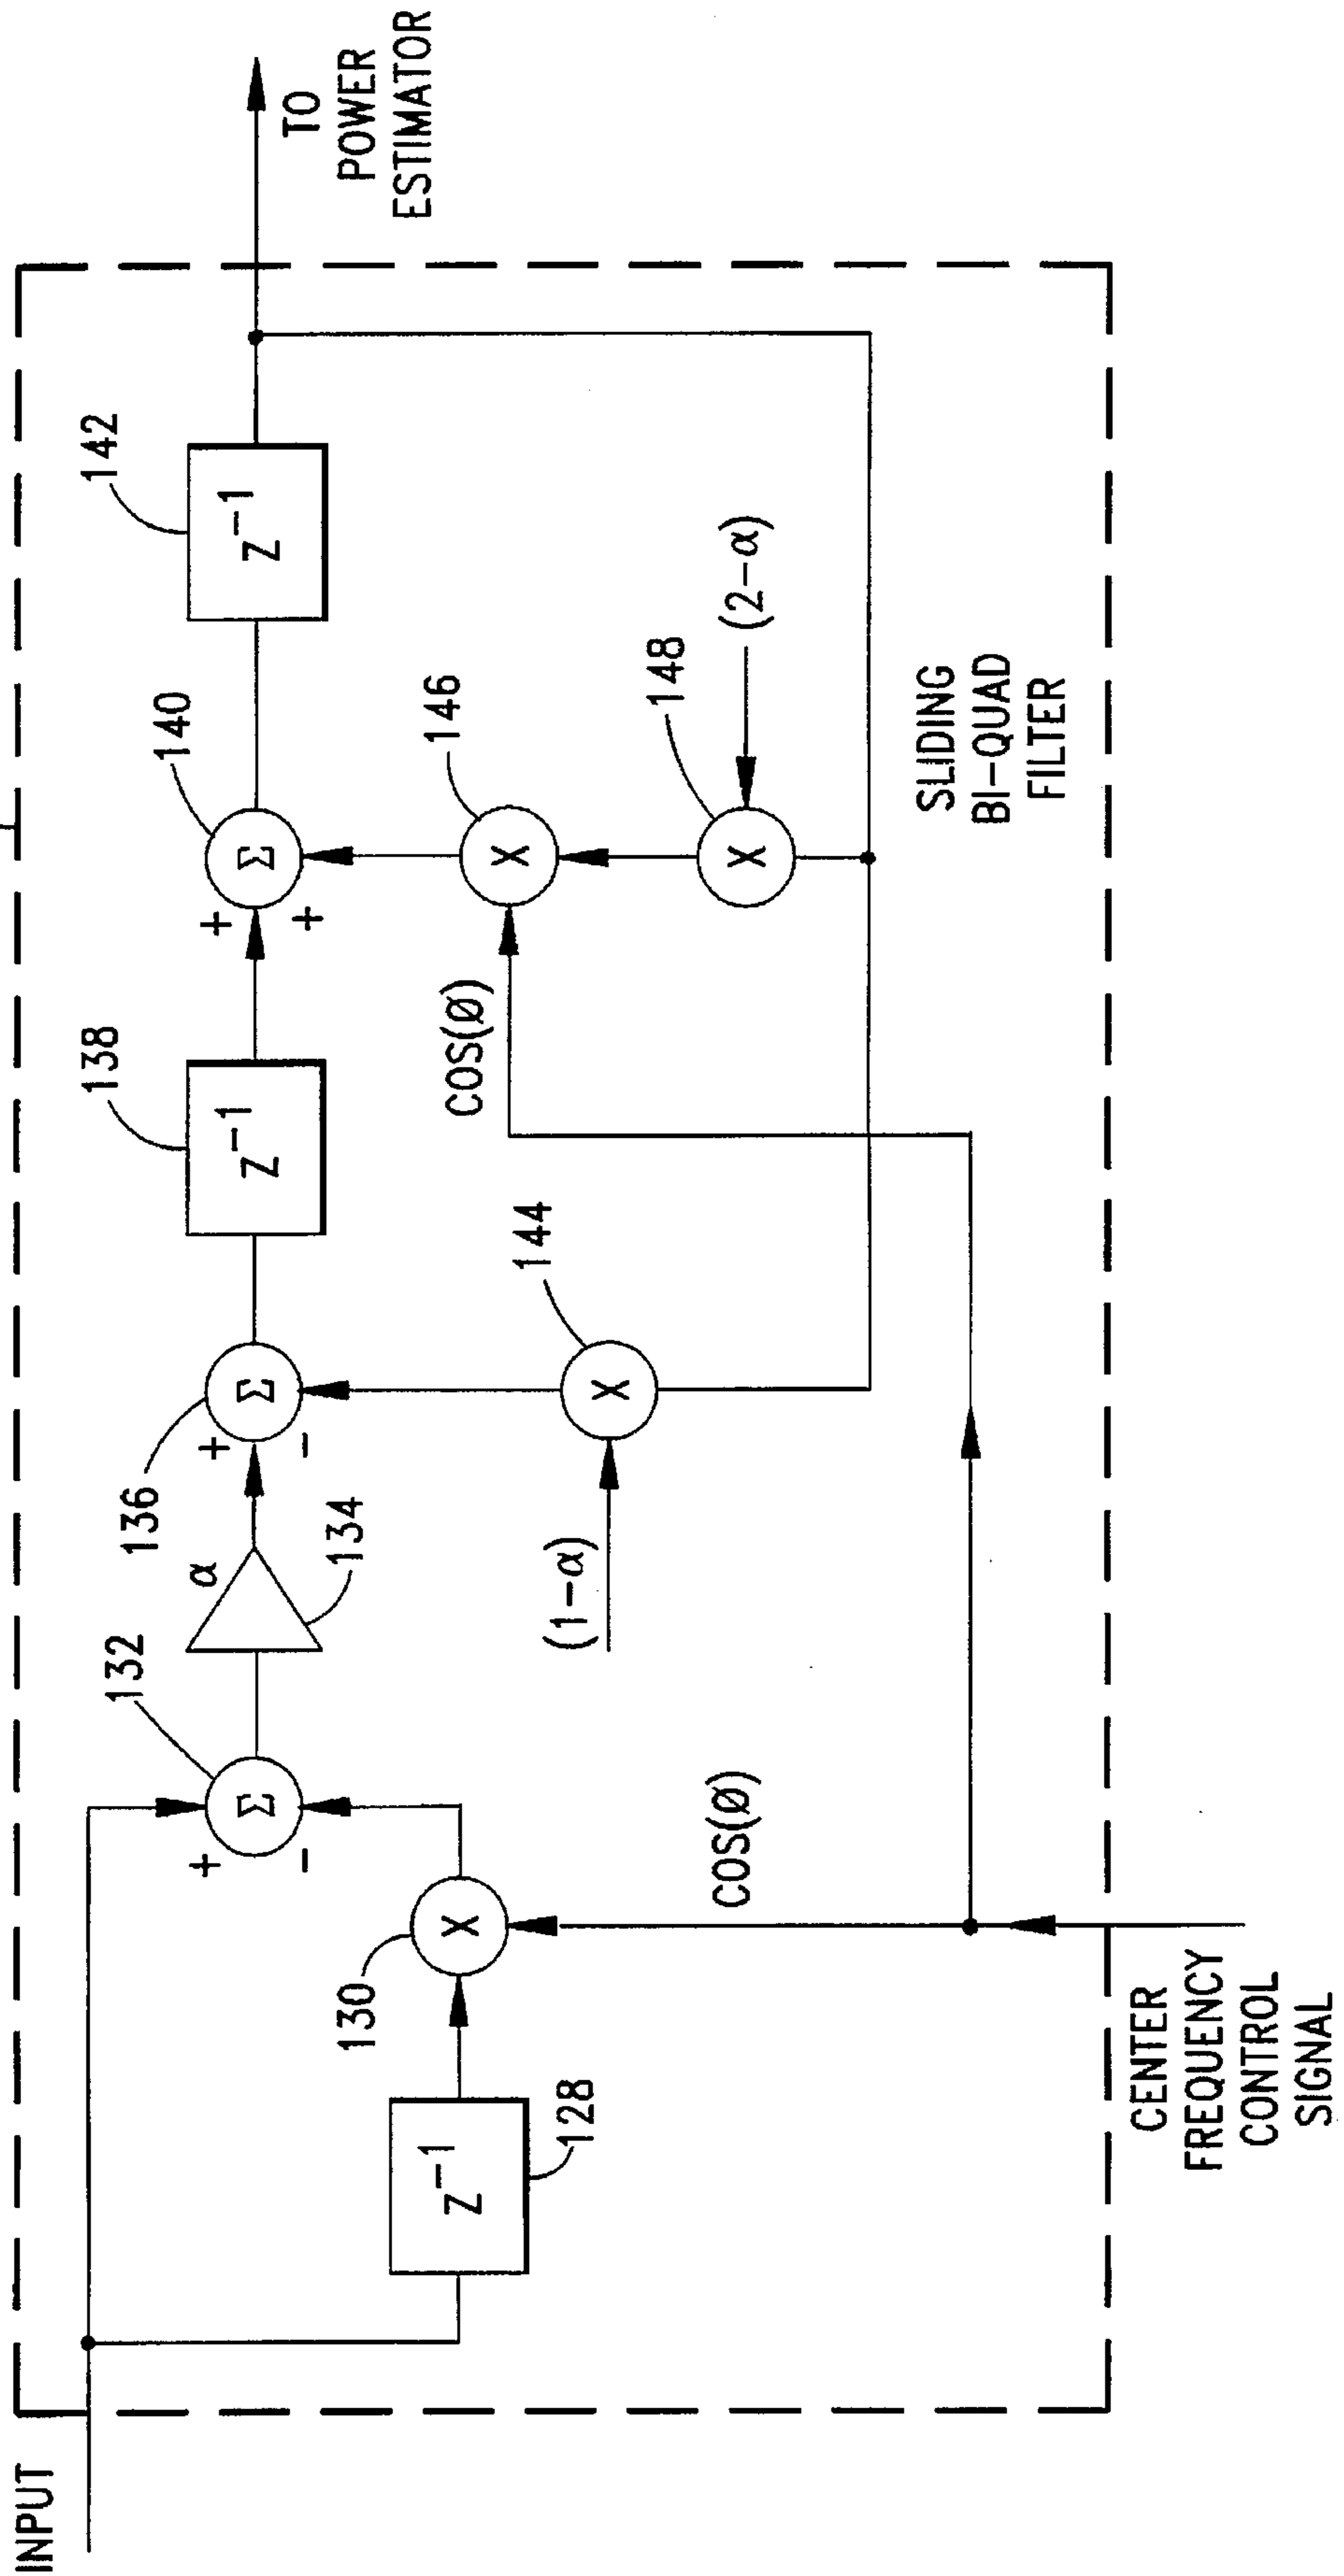 INPUT
Z⁻¹
128
130
X
132
Σ
+
-
COS(Ø)
CENTER
FREQUENCY
CONTROL
SIGNAL
α
134
136
Σ
+
-
(1-α)
144
X
138
Z⁻¹
COS(Ø)
140
Σ
+
+
146
X
148
X
(2-α)
142
Z⁻¹
SLIDING
BI-QUAD
FILTER
TO
POWER
ESTIMATOR